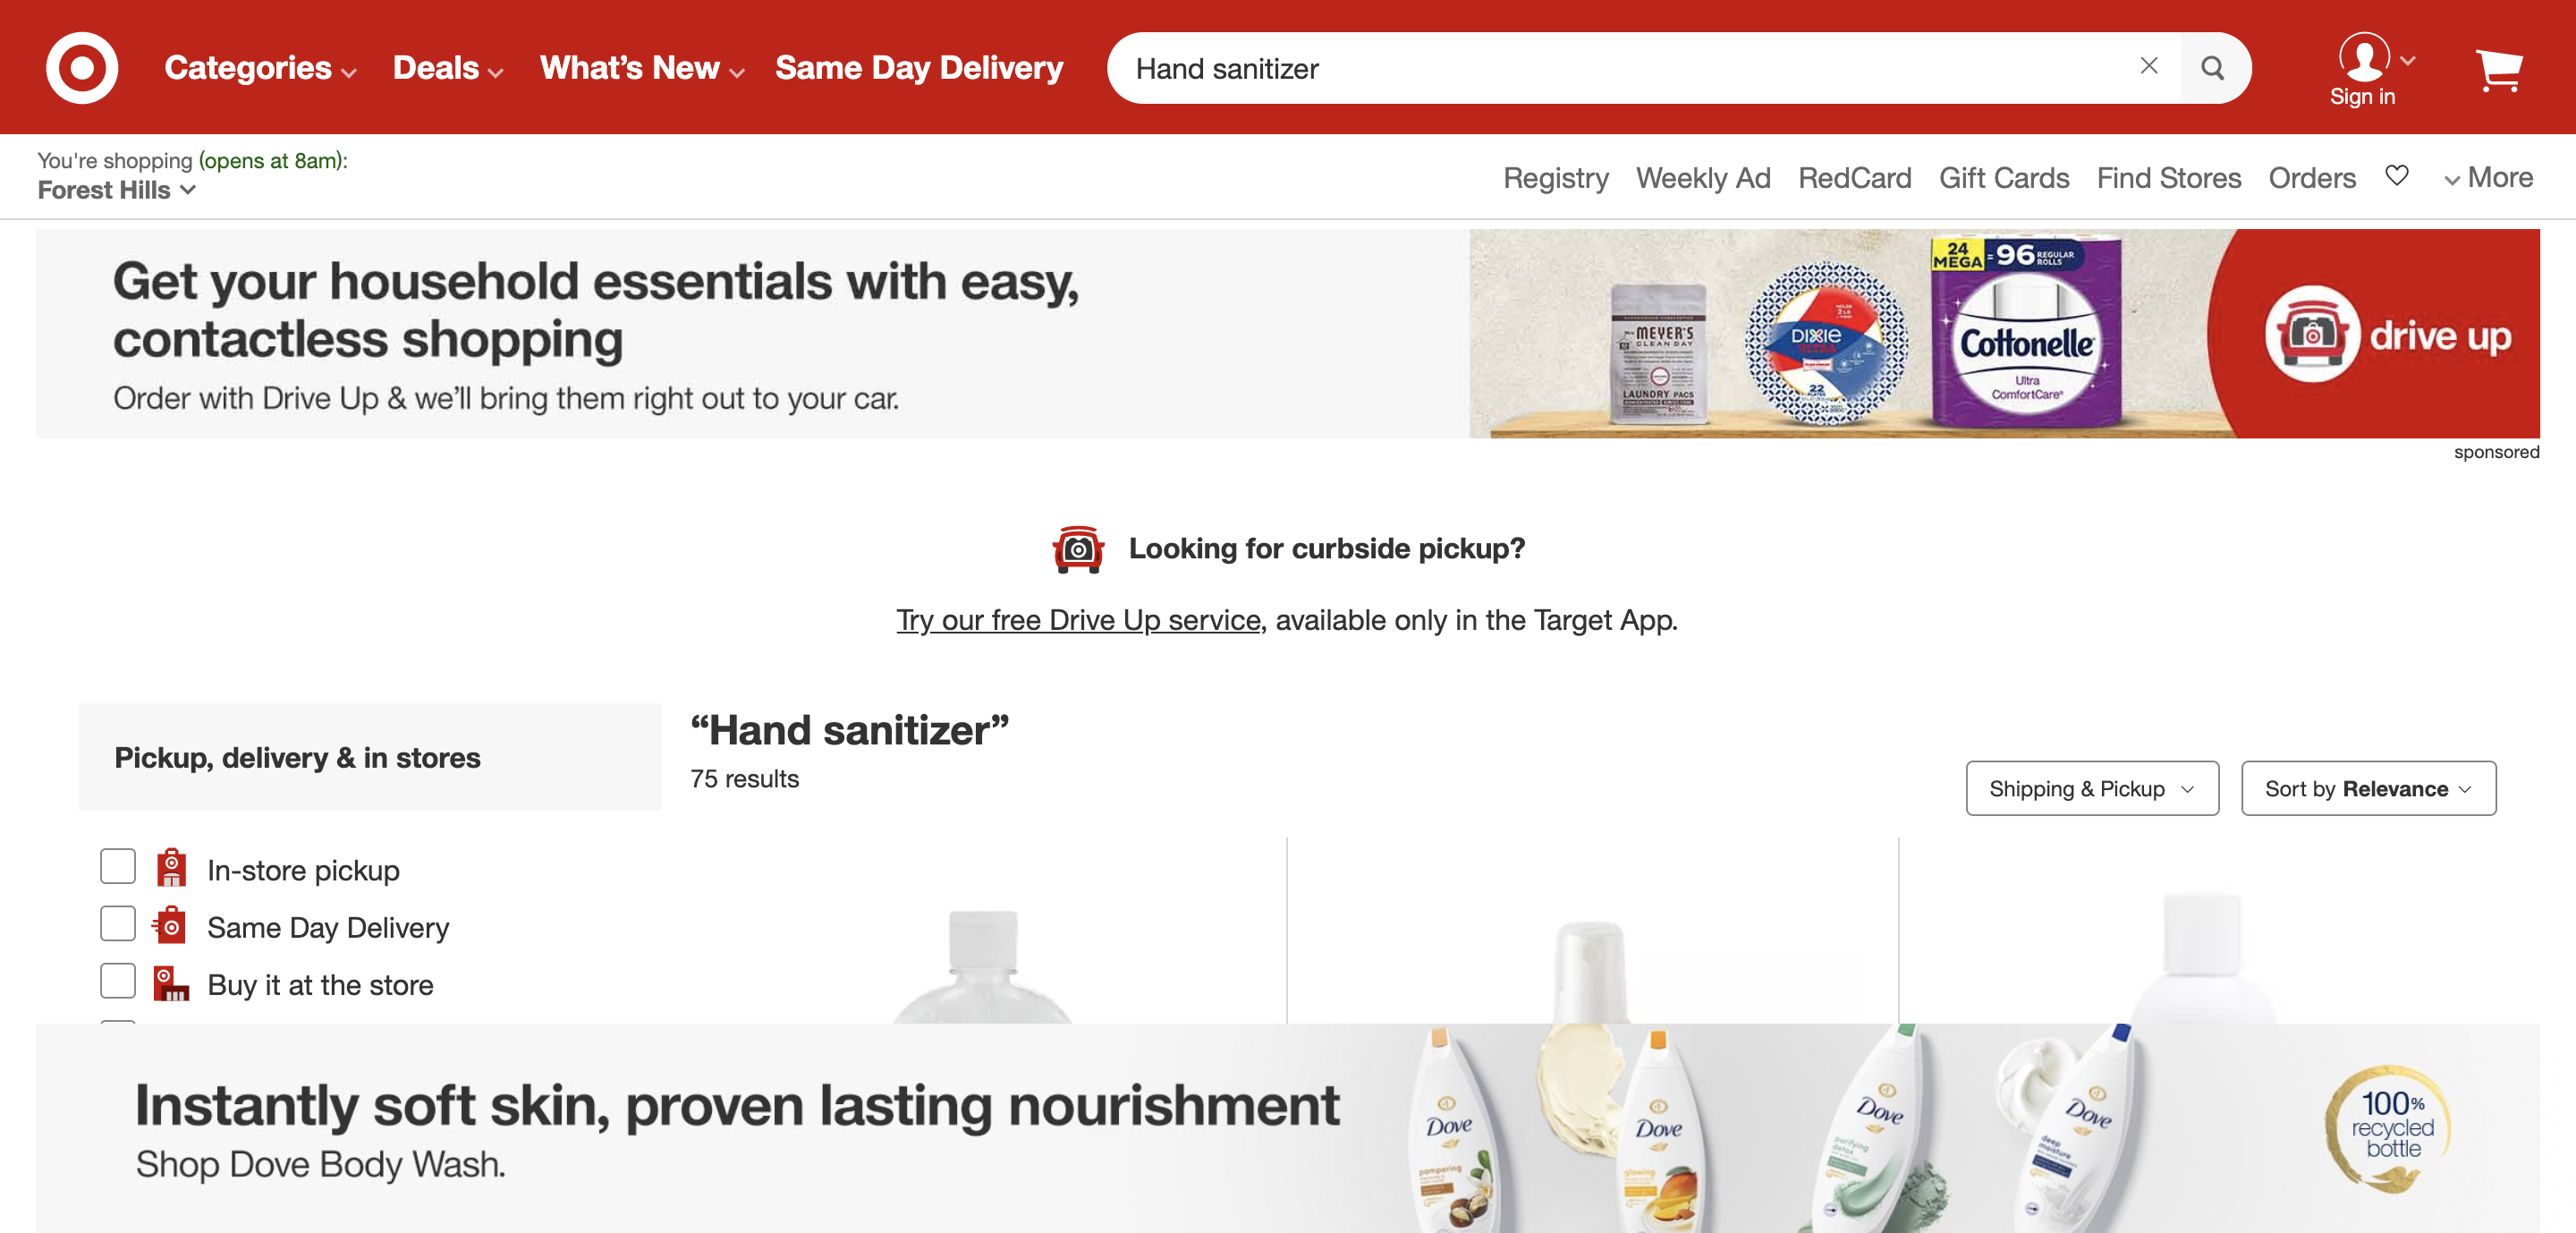 Categories
Deals
What's New
Same Day Delivery
Hand sanitizer
Sign in
You're shopping (opens at 8am):
Forest Hills
Registry
Weekly Ad
RedCard
Gift Cards
Find Stores
Orders
More
Get your household essentials with easy,
contactless shopping
Order with Drive Up & we'll bring them right out to your car.
MEYER'S
CLEAN DAY
LAUNDRY PACS
DIXIE
ULTRA
22
24
MEGA
= 96 REGULAR
ROLLS
Cottonelle
Ultra
ComfortCare
drive up
sponsored
Looking for curbside pickup?
Try our free Drive Up service, available only in the Target App.
Pickup, delivery & in stores
“Hand sanitizer”
75 results
Shipping & Pickup
Sort by Relevance
In-store pickup
Same Day Delivery
Buy it at the store
Instantly soft skin, proven lasting nourishment
Shop Dove Body Wash.
Dove
pampering
Dove
glowing
Dove
purifying
detox
Dove
deep
moisture
100%
recycled
bottle